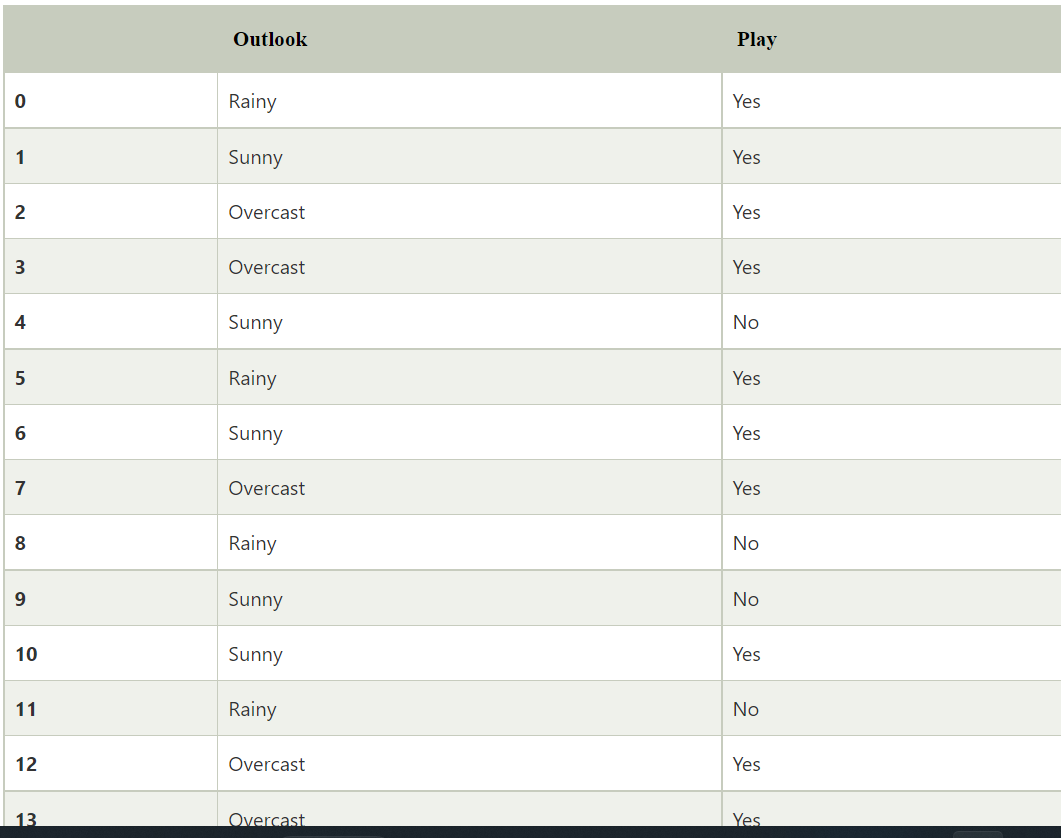 Outlook Play
0 Rainy Yes
1 Sunny Yes
2 Overcast Yes
3 Overcast Yes
4 Sunny No
5 Rainy Yes
6 Sunny Yes
7 Overcast Yes
8 Rainy No
9 Sunny No
10 Sunny Yes
11 Rainy No
12 Overcast Yes
13 Overcast Yes